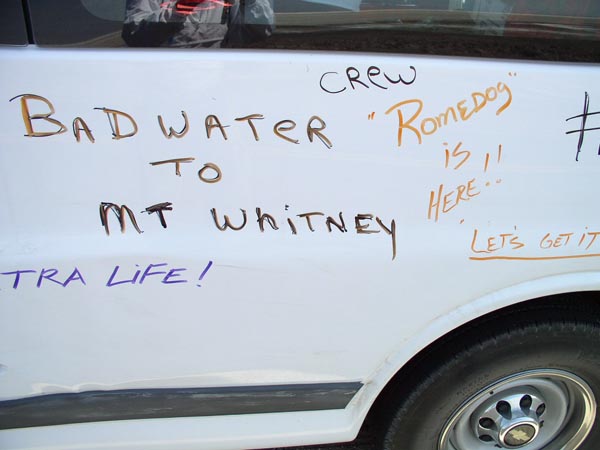 CREW
BADWATER
TO
MT WHITNEY
"ROMEDOG"
is !!
HERE!!
"LET'S GET IT
TRA LiFE!
#